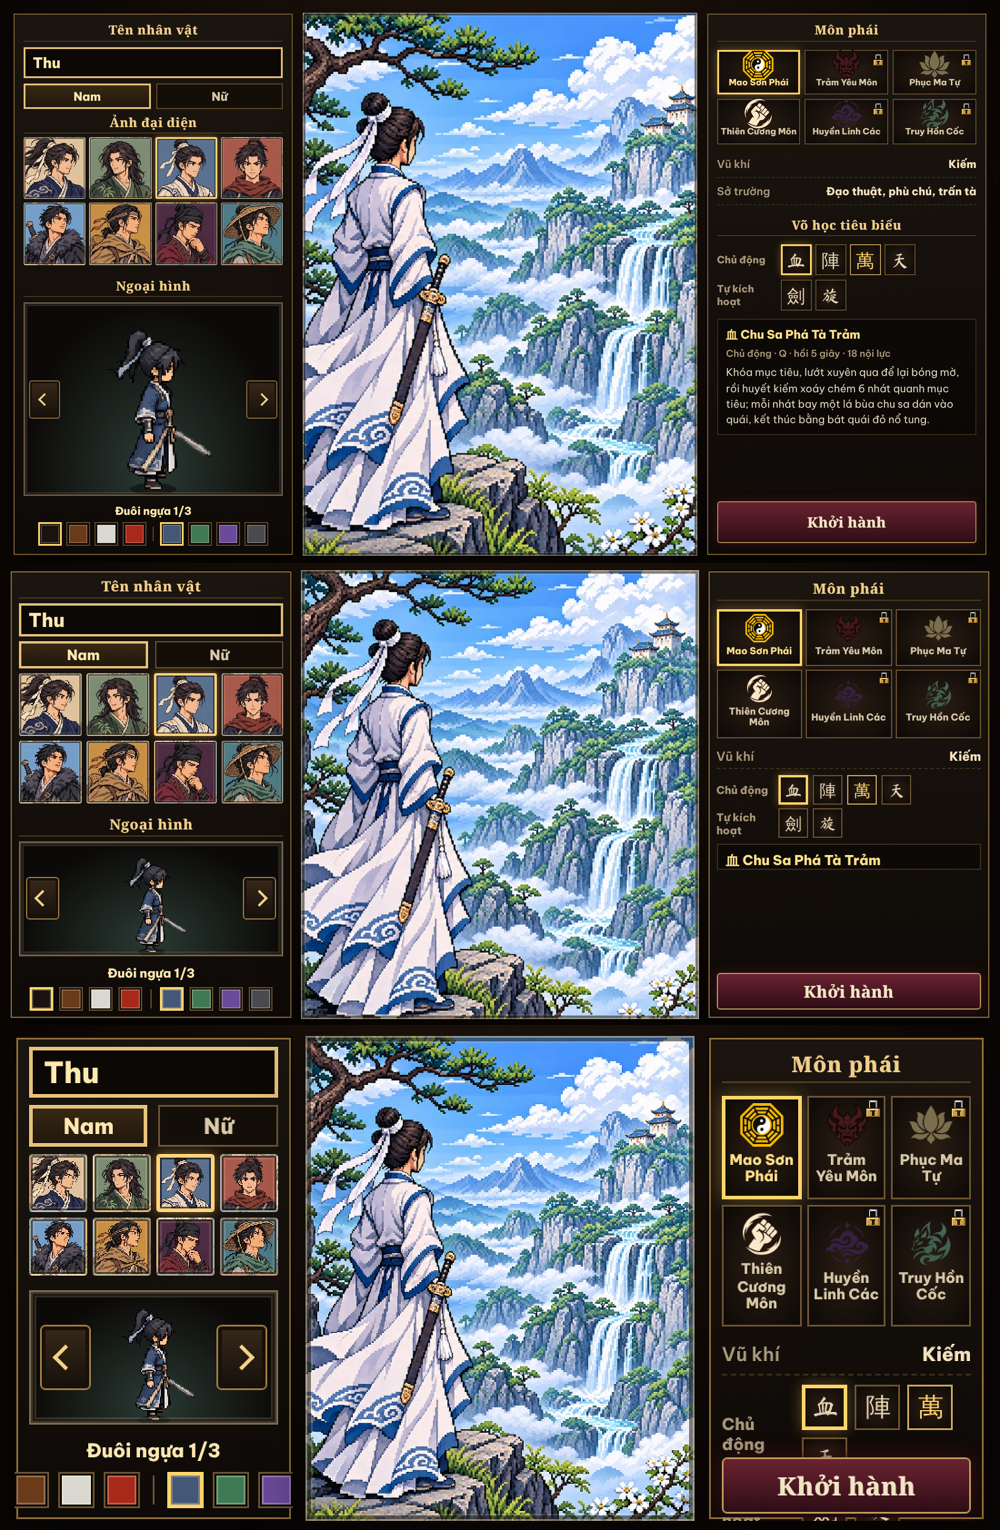 Tên nhân vật
Thu
Nam
Nữ
Ảnh đại diện
Ngoại hình
Đuôi ngựa 1/3
Môn phái
Mao Sơn Phái
Trảm Yêu Môn
Phục Ma Tự
Thiên Cương Môn
Huyền Linh Các
Truy Hồn Cốc
Vũ khí
Kiếm
Sở trường
Đạo thuật, phù chú, trấn tà
Võ học tiêu biểu
Chủ động
血 陣 萬 天
Tự kích
hoạt
劍 旋
血 Chu Sa Phá Tà Trảm
Chủ động · Q · hồi 5 giây · 18 nội lực
Khóa mục tiêu, lướt xuyên qua để lại bóng mờ,
rồi huyết kiếm xoáy chém 6 nhát quanh mục
tiêu; mỗi nhát bay một lá bùa chu sa dán vào
quái, kết thúc bằng bát quái đỏ nổ tung.
Khởi hành
Tên nhân vật
Thu
Nam
Nữ
Ngoại hình
Đuôi ngựa 1/3
Môn phái
Mao Sơn Phái
Trảm Yêu Môn
Phục Ma Tự
Thiên Cương
Môn
Huyền Linh Các
Truy Hồn Cốc
Vũ khí
Kiếm
Chủ động
血 陣 萬 天
Tự kích
hoạt
劍 旋
血 Chu Sa Phá Tà Trảm
Khởi hành
Thu
Nam
Nữ
Đuôi ngựa 1/3
Môn phái
Mao Sơn
Phái
Trảm
Yêu Môn
Phục Ma
Tự
Thiên
Cương
Môn
Huyền
Linh Các
Truy Hồn
Cốc
Vũ khí
Kiếm
Chủ
động
血 陣 萬
Khởi hành